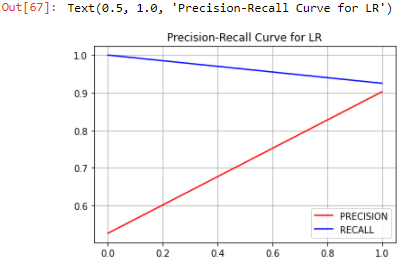 Out[67]: Text(0.5, 1.0, 'Precision-Recall Curve for LR')
Precision-Recall Curve for LR
1.0
0.9
0.8
0.7
0.6
PRECISION
RECALL
0.0 0.2 0.4 0.6 0.8 1.0